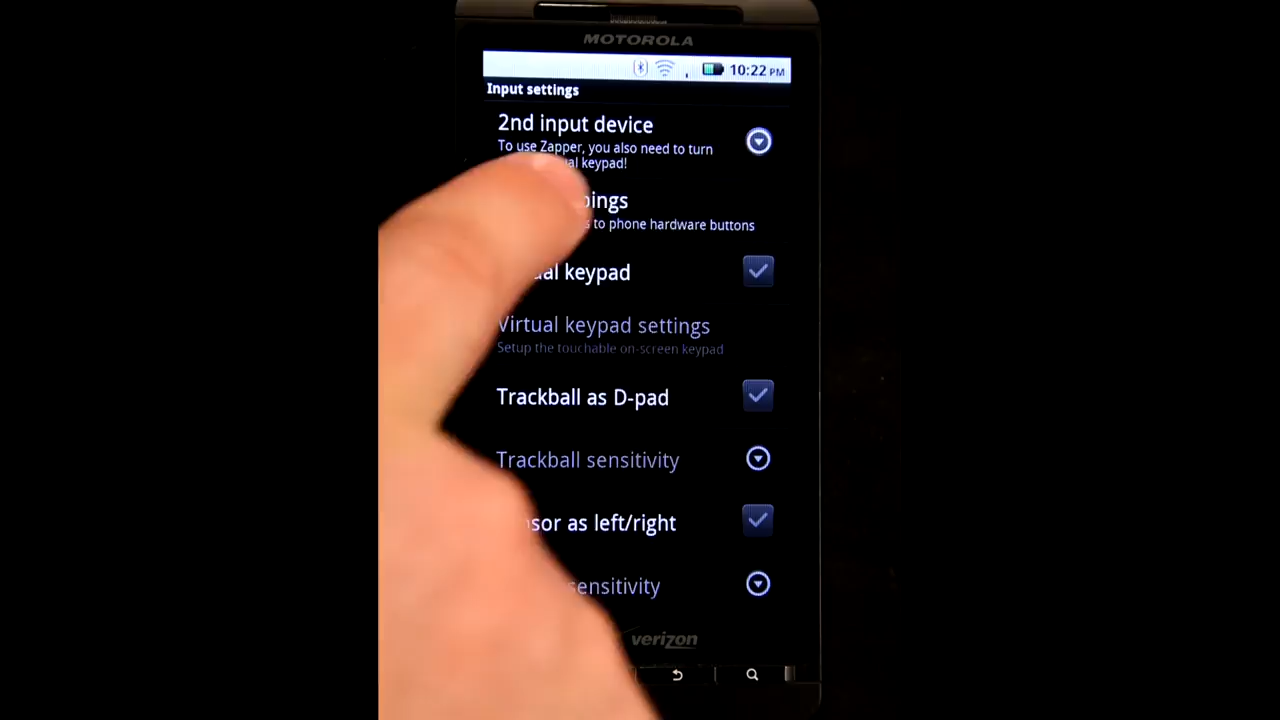 MOTOROLA
10:22 PM
Input settings
2nd input device
To use Zapper, you also need to turn
keypad!
to phone hardware buttons
keypad
Virtual keypad settings
Setup the touchable on-screen keypad
Trackball as D-pad
Trackball sensitivity
as left/right
sensitivity
verizon